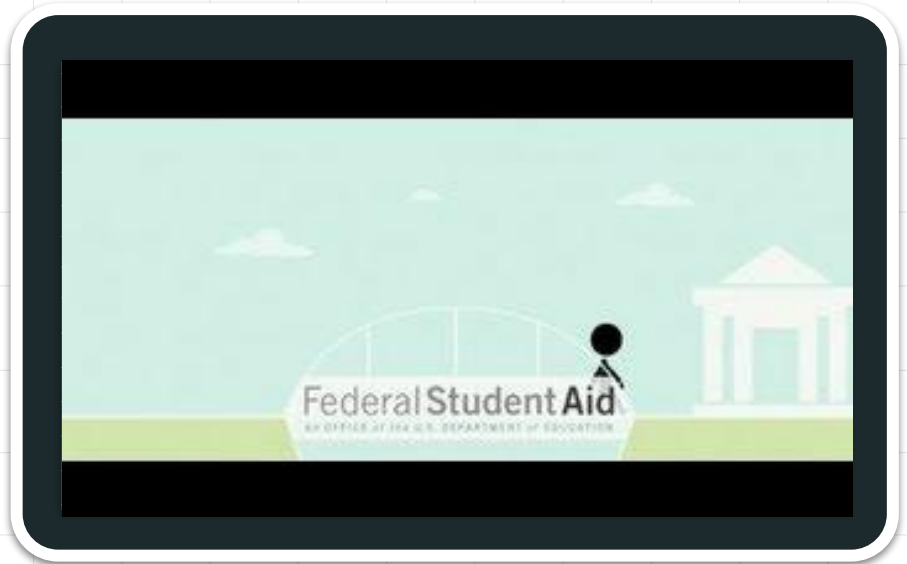 Federal Student Aid
An OFFICE of the U.S. DEPARTMENT of EDUCATION